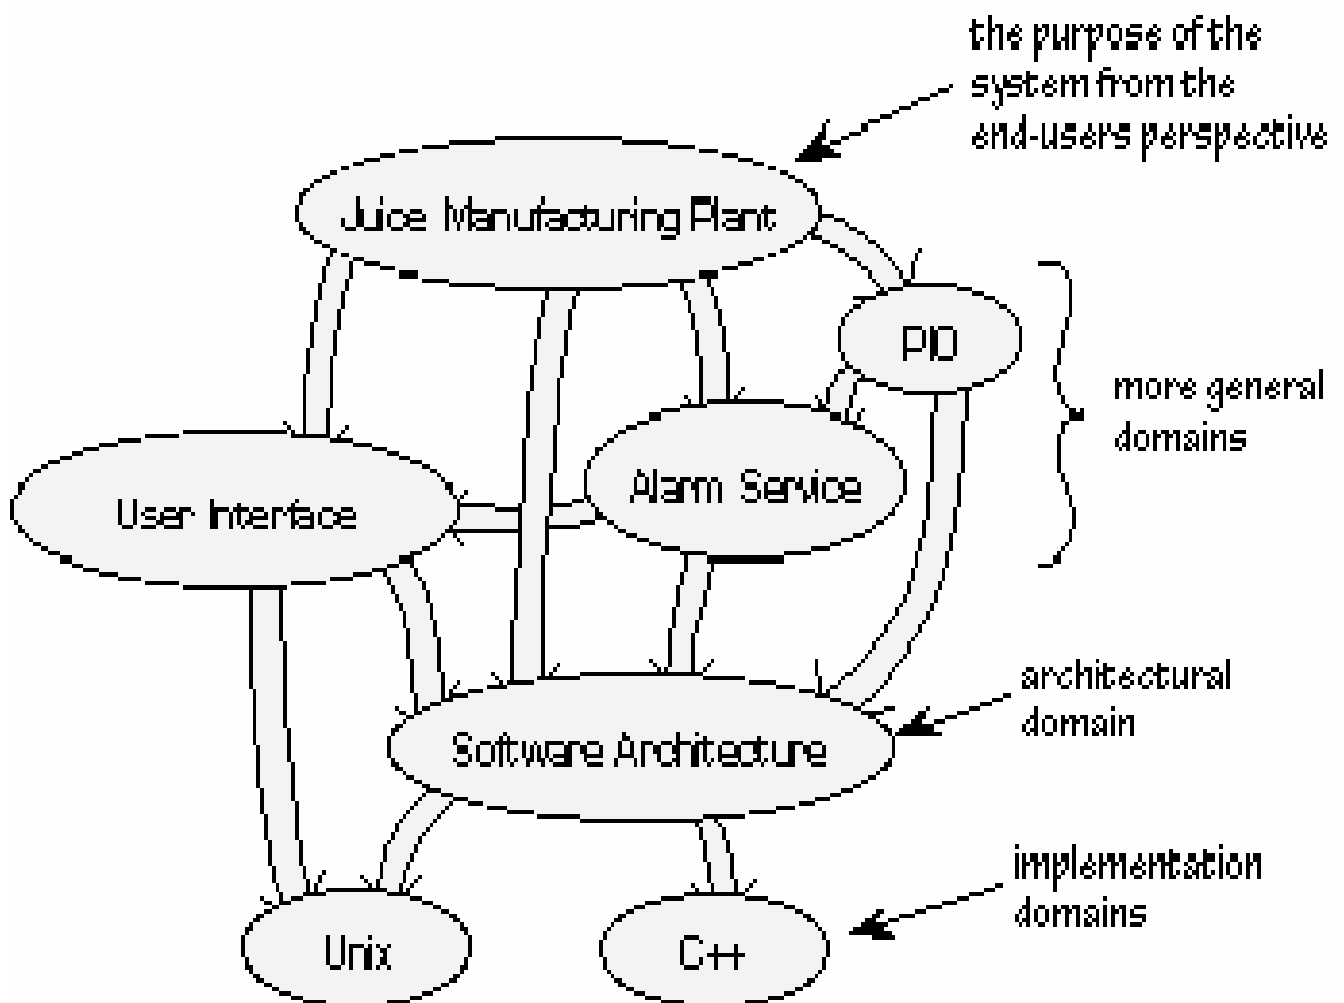 the purpose of the
system from the
end-users perspective
Juice Manufacturing Plant
PID
more general
domains
Alarm Service
User Interface
architectural
domain
Software Architecture
implementation
domains
Unix
C++